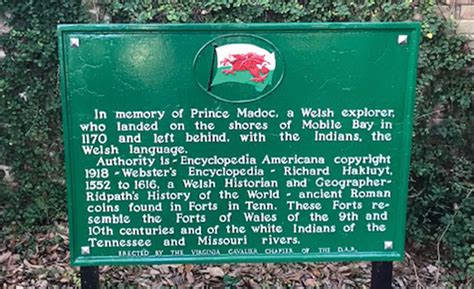 In memory of Prince Madoc, a Welsh explorer,
who landed on the shores of Mobile Bay in
1170 and left behind, with the Indians, the
Welsh language.
Authority is - Encyclopedia Americana copyright
1918 - Webster's Encyclopedia - Richard Hakluyt,
1552 to 1616, a Welsh Historian and Geographer-
Ridpath's History of the World - ancient Roman
coins found in Forts in Tenn. These Forts re-
semble the Forts of Wales of the 9th and
10th centuries and of the white Indians of the
Tennessee and Missouri rivers.
ERECTED BY THE VIRGINIA CAVALIER CHAPTER OF THE D.A.R.